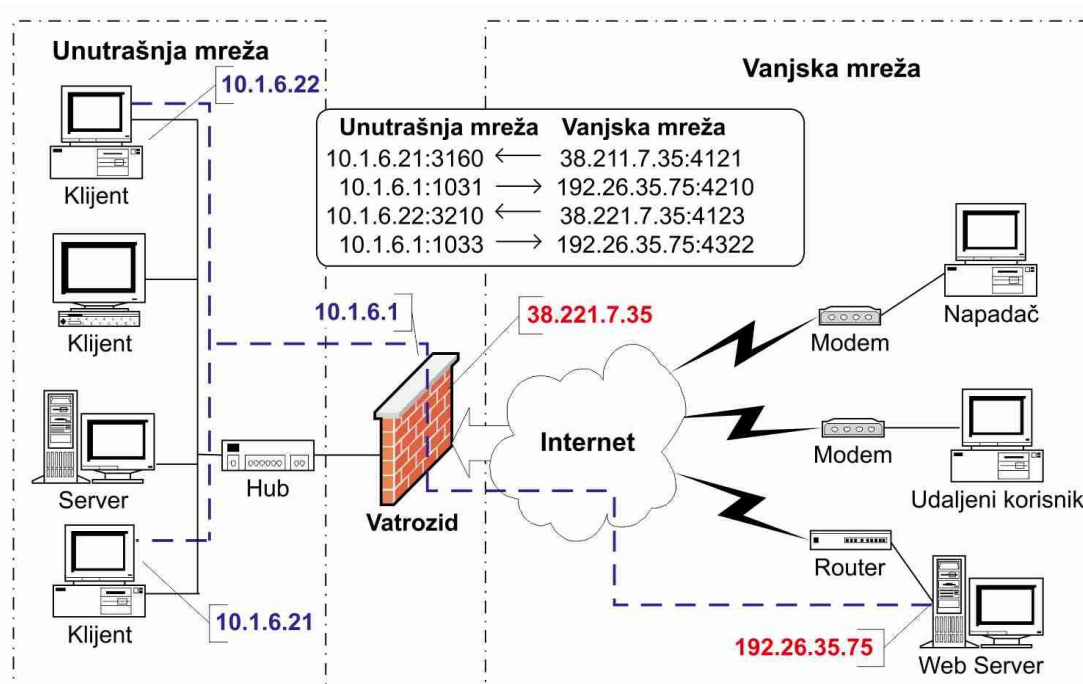 Unutrašnja mreža
Vanjska mreža
10.1.6.22
Klijent
Unutrašnja mreža Vanjska mreža
10.1.6.21:3160 ← 38.211.7.35:4121
10.1.6.1:1031 → 192.26.35.75:4210
10.1.6.22:3210 ← 38.221.7.35:4123
10.1.6.1:1033 → 192.26.35.75:4322
Klijent
10.1.6.1
38.221.7.35
Modem
Napadač
Internet
Server
Hub
Vatrozid
Modem
Udaljeni korisnik
Klijent
10.1.6.21
Router
192.26.35.75
Web Server